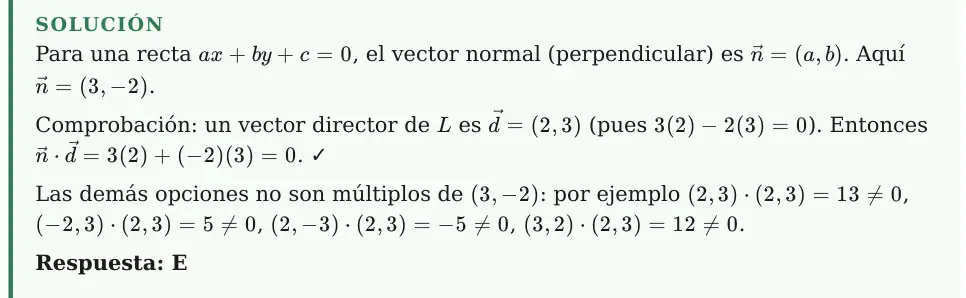 SOLUCIÓN
Para una recta ax + by + c = 0, el vector normal (perpendicular) es n⃗ = (a, b). Aquí
n⃗ = (3, −2).
Comprobación: un vector director de L es d⃗ = (2, 3) (pues 3(2) − 2(3) = 0). Entonces
n⃗ · d⃗ = 3(2) + (−2)(3) = 0. ✓
Las demás opciones no son múltiplos de (3, −2): por ejemplo (2, 3) · (2, 3) = 13 ≠ 0,
(−2, 3) · (2, 3) = 5 ≠ 0, (2, −3) · (2, 3) = −5 ≠ 0, (3, 2) · (2, 3) = 12 ≠ 0.
Respuesta: E